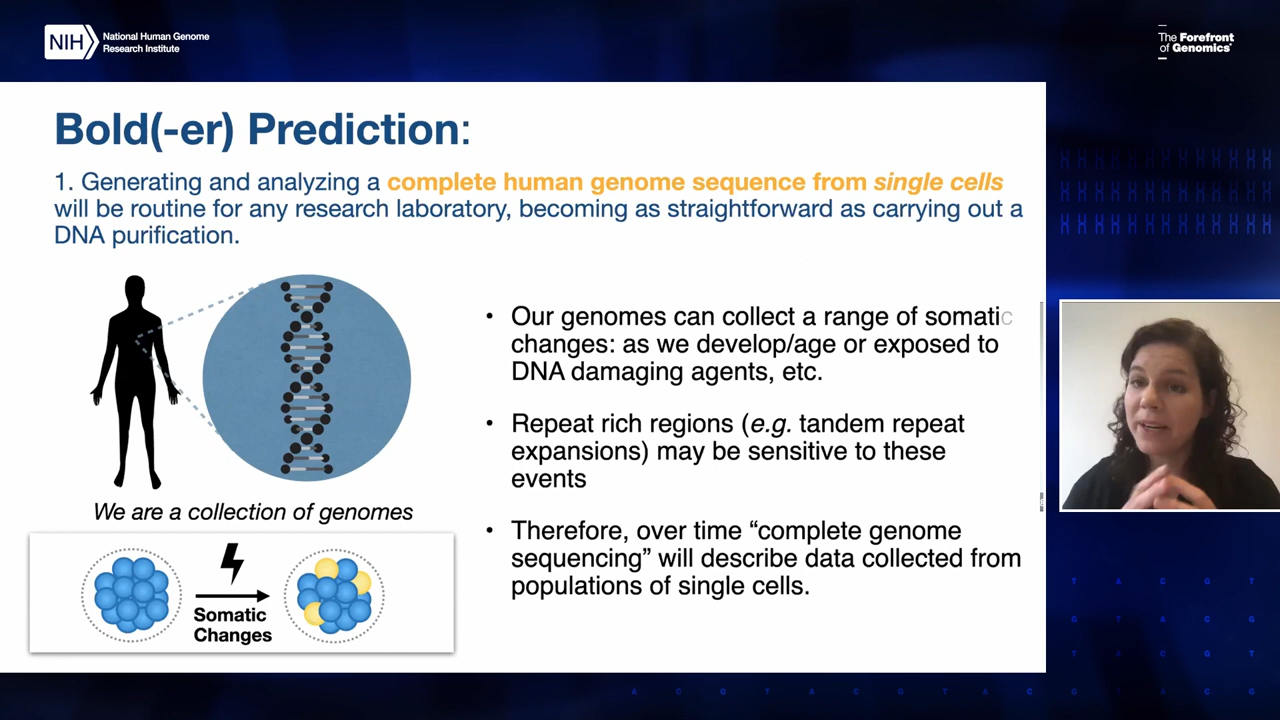 NIH
National Human Genome
Research Institute
The Forefront
of Genomics®
Bold(-er) Prediction:
1. Generating and analyzing a complete human genome sequence from single cells
will be routine for any research laboratory, becoming as straightforward as carrying out a
DNA purification.
We are a collection of genomes
Somatic
Changes
• Our genomes can collect a range of somatic
changes: as we develop/age or exposed to
DNA damaging agents, etc.
• Repeat rich regions (e.g. tandem repeat
expansions) may be sensitive to these
events
• Therefore, over time “complete genome
sequencing” will describe data collected from
populations of single cells.
T A C G T
G T A C G